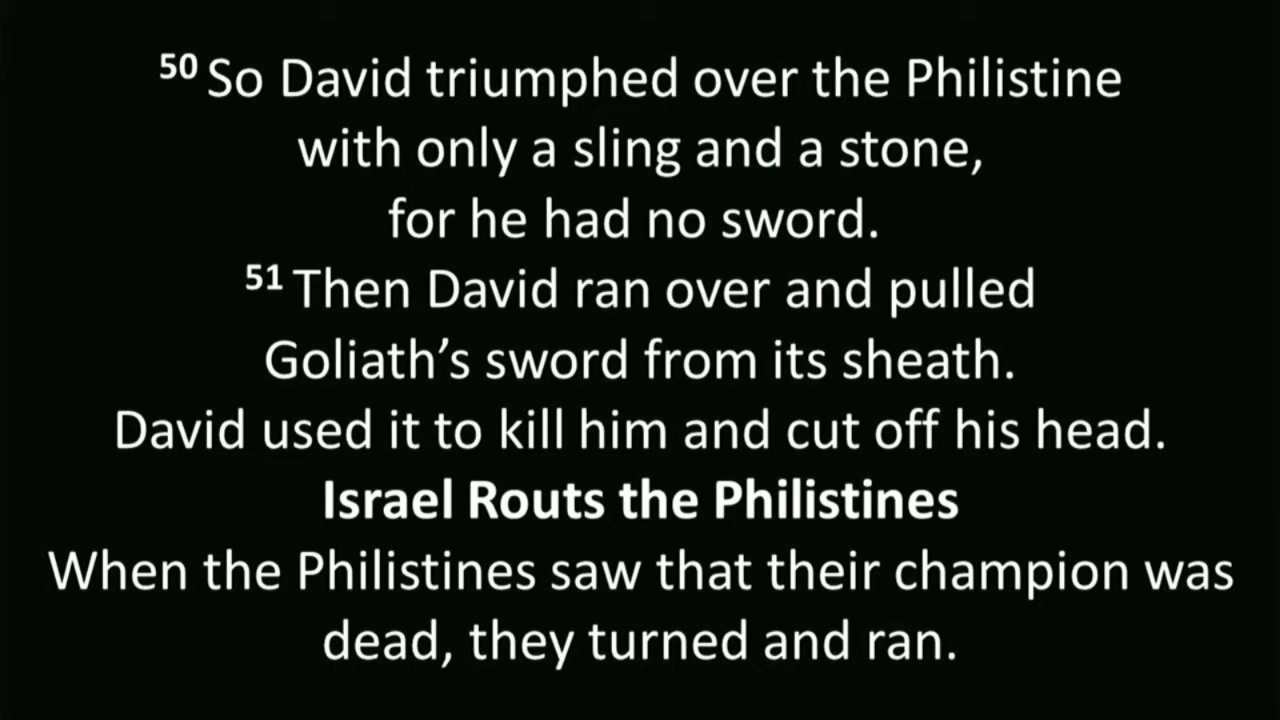 50 So David triumphed over the Philistine
with only a sling and a stone,
for he had no sword.
51 Then David ran over and pulled
Goliath’s sword from its sheath.
David used it to kill him and cut off his head.
Israel Routs the Philistines
When the Philistines saw that their champion was
dead, they turned and ran.